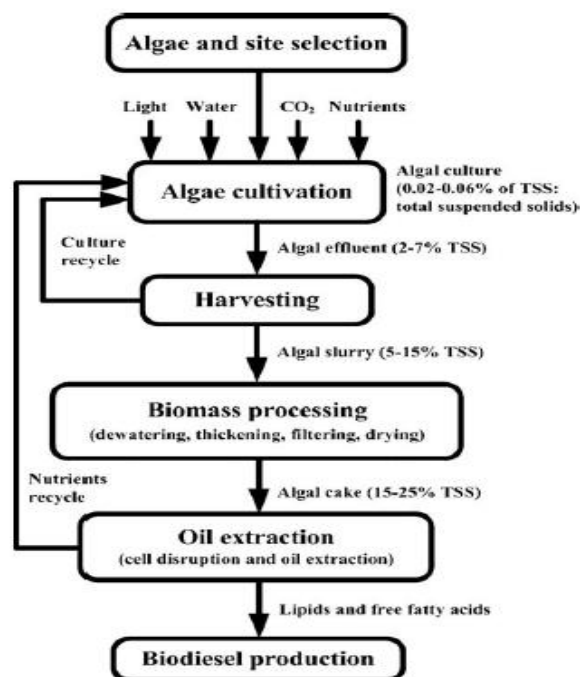 Algae and site selection
Light
Water
CO₂
Nutrients
Algae cultivation
Algal culture
(0.02-0.06% of TSS:
total suspended solids)
Culture
recycle
Algal effluent (2-7% TSS)
Harvesting
Algal slurry (5-15% TSS)
Biomass processing
(dewatering, thickening, filtering, drying)
Nutrients
recycle
Algal cake (15-25% TSS)
Oil extraction
(cell disruption and oil extraction)
Lipids and free fatty acids
Biodiesel production